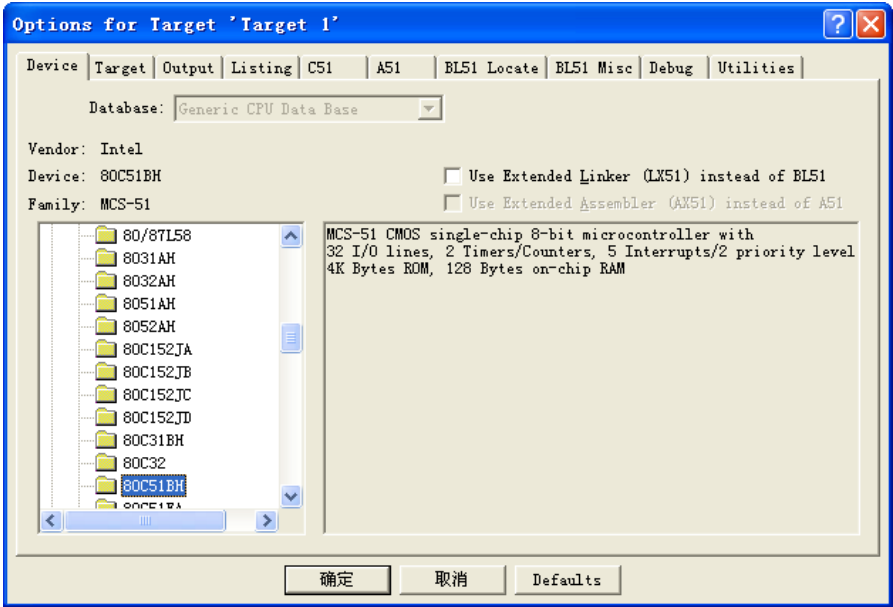 Options for Target 'Target 1'
Device Target Output Listing C51 A51 BL51 Locate BL51 Misc Debug Utilities
Database: Generic CPU Data Base
Vendor: Intel
Device: 80C51BH
Use Extended Linker (LX51) instead of BL51
Family: MCS-51
Use Extended Assembler (AX51) instead of A51
80/87L58
8031AH
8032AH
8051AH
8052AH
80C152JA
80C152JB
80C152JC
80C152JD
80C31BH
80C32
80C51BH
80C51FA
MCS-51 CMOS single-chip 8-bit microcontroller with
32 I/O lines, 2 Timers/Counters, 5 Interrupts/2 priority level
4K Bytes ROM, 128 Bytes on-chip RAM
确定 取消 Defaults